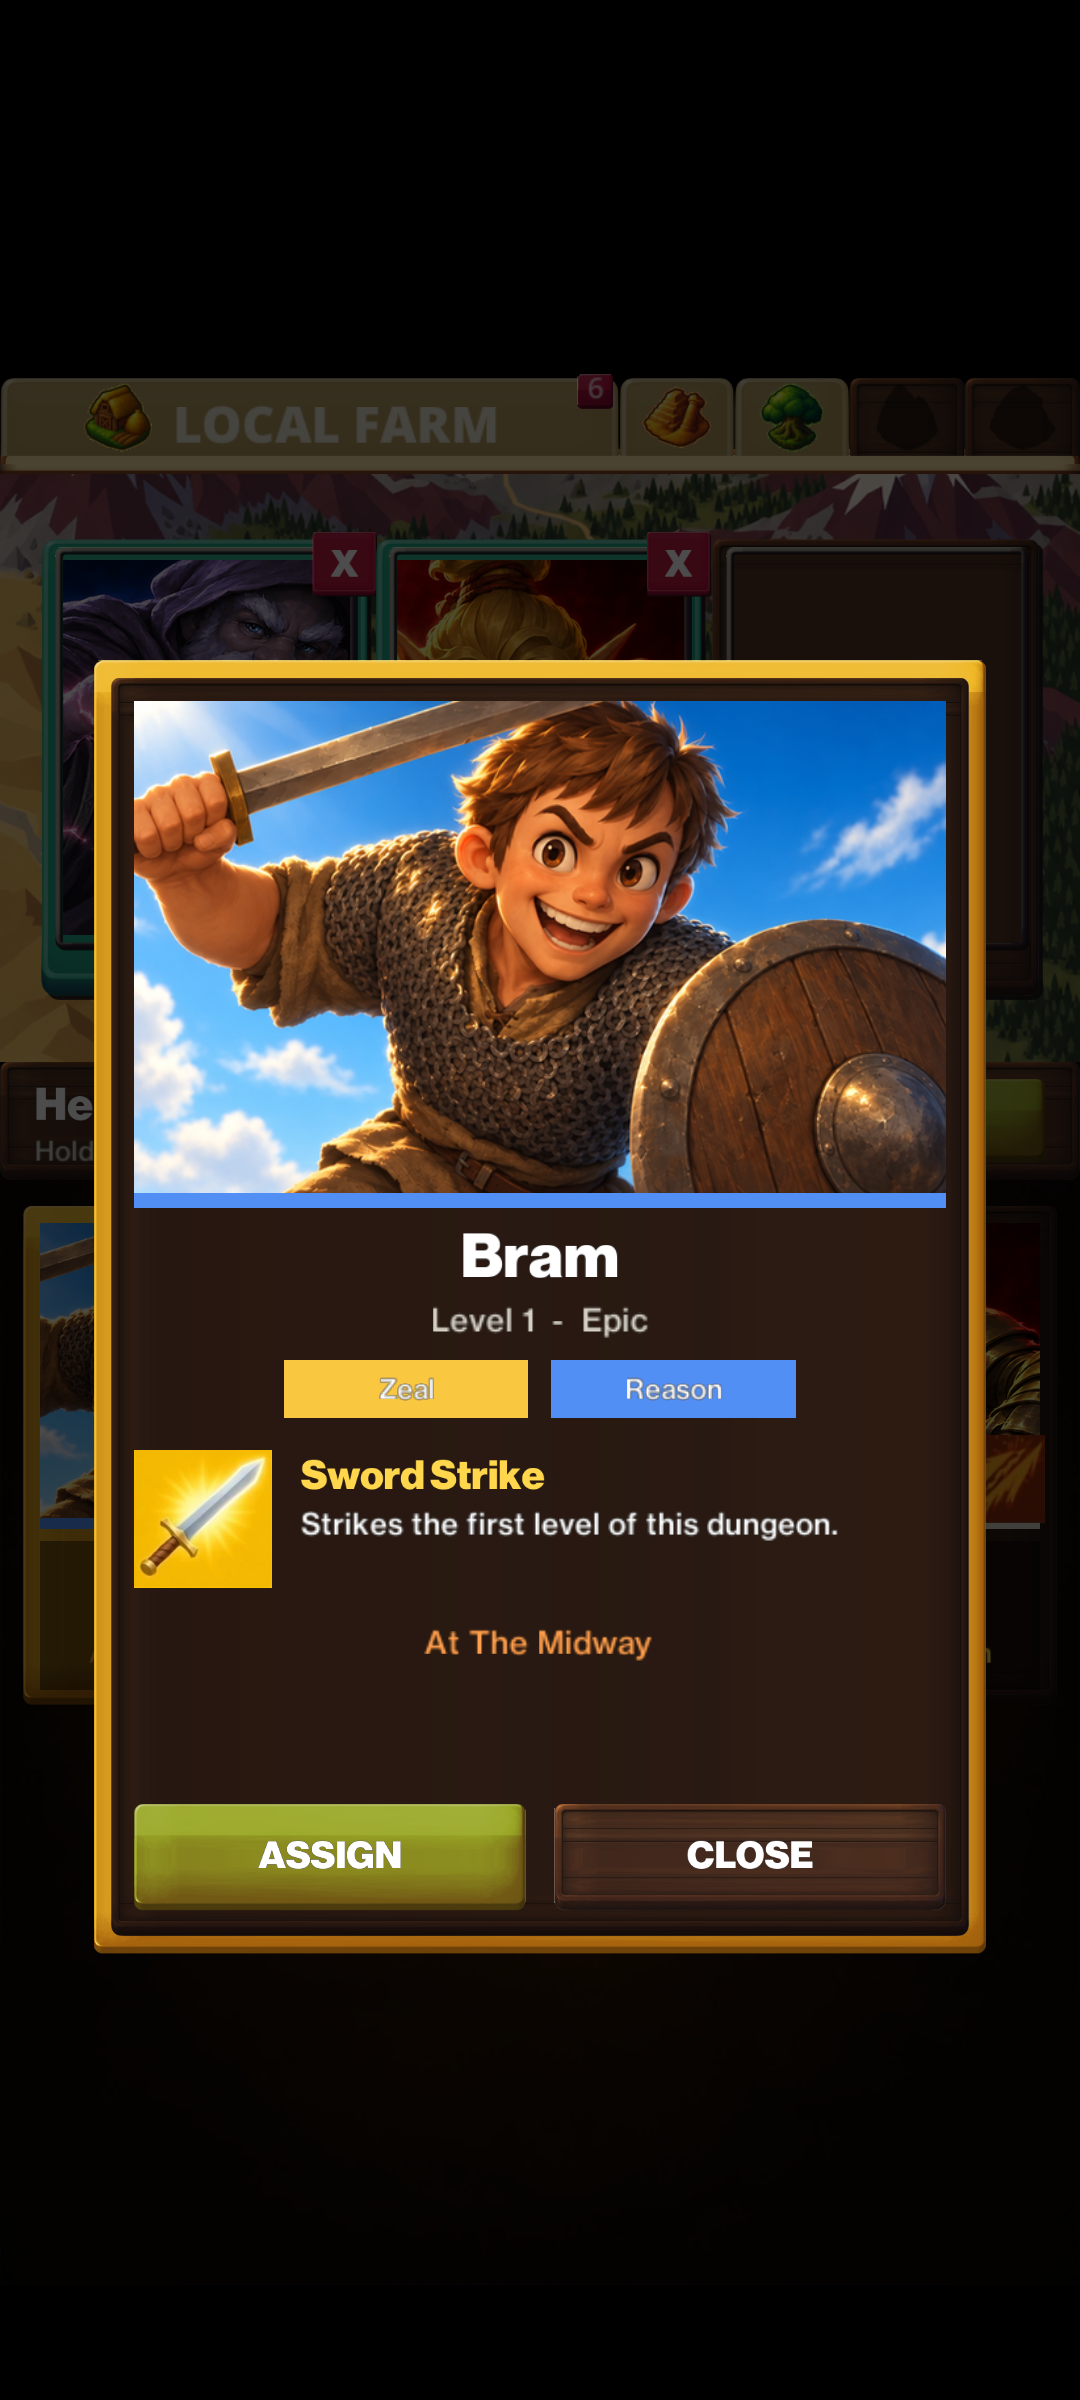 LOCAL FARM
6
X
X
He
Hold
Bram
Level 1 - Epic
Zeal
Reason
Sword Strike
Strikes the first level of this dungeon.
At The Midway
ASSIGN
CLOSE